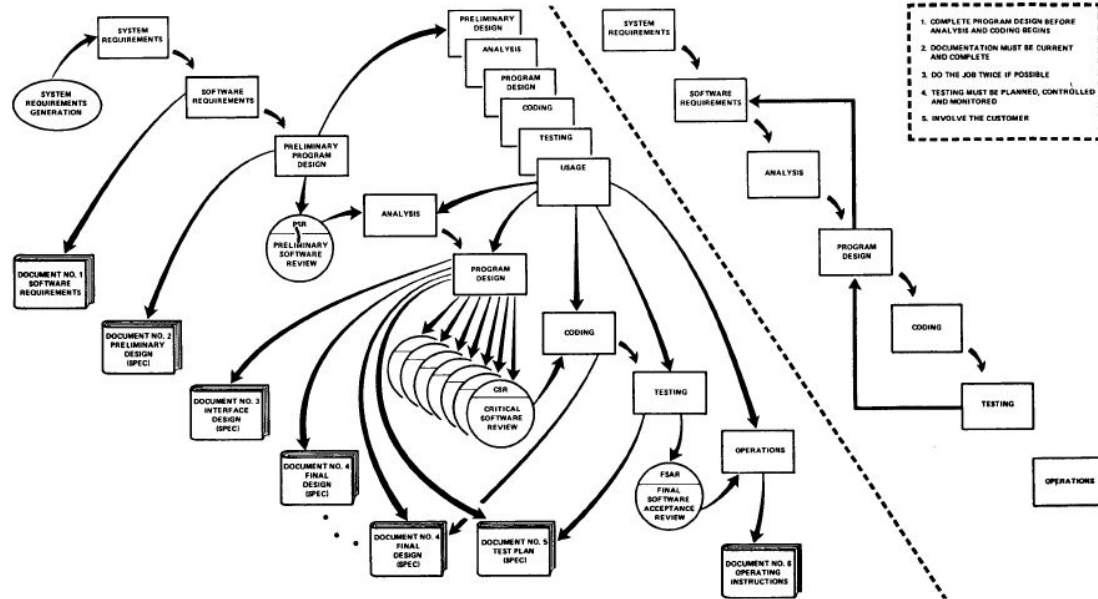 SYSTEM
REQUIREMENTS
SYSTEM
REQUIREMENTS
GENERATION
SOFTWARE
REQUIREMENTS
PRELIMINARY
PROGRAM
DESIGN
PRELIMINARY
DESIGN
ANALYSIS
PROGRAM
DESIGN
CODING
TESTING
USAGE
PSR
PRELIMINARY
SOFTWARE
REVIEW
ANALYSIS
PROGRAM
DESIGN
DOCUMENT NO. 1
SOFTWARE
REQUIREMENTS
DOCUMENT NO. 2
PRELIMINARY
DESIGN
(SPEC)
DOCUMENT NO. 3
INTERFACE
DESIGN
(SPEC)
DOCUMENT NO. 4
FINAL
DESIGN
(SPEC)
DOCUMENT NO. 4
FINAL
DESIGN
(SPEC)
DOCUMENT NO. 5
TEST PLAN
(SPEC)
CSR
CRITICAL
SOFTWARE
REVIEW
CODING
TESTING
FSAR
FINAL
SOFTWARE
ACCEPTANCE
REVIEW
OPERATIONS
DOCUMENT NO. 6
OPERATING
INSTRUCTIONS
SYSTEM
REQUIREMENTS
SOFTWARE
REQUIREMENTS
ANALYSIS
PROGRAM
DESIGN
CODING
TESTING
OPERATIONS
1. COMPLETE PROGRAM DESIGN BEFORE
ANALYSIS AND CODING BEGINS
2. DOCUMENTATION MUST BE CURRENT
AND COMPLETE
3. DO THE JOB TWICE IF POSSIBLE
4. TESTING MUST BE PLANNED, CONTROLLED
AND MONITORED
5. INVOLVE THE CUSTOMER